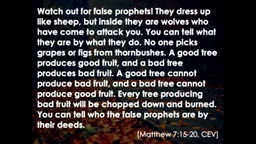 Watch out for false prophets! They dress up
like sheep, but inside they are wolves who
have come to attack you. You can tell what
they are by what they do. No one picks
grapes or figs from thornbushes. A good tree
produces good fruit, and a bad tree
produces bad fruit. A good tree cannot
produce bad fruit, and a bad tree cannot
produce good fruit. Every tree producing
bad fruit will be chopped down and burned.
You can tell who the false prophets are by
their deeds.
[Matthew 7:15-20, CEV]